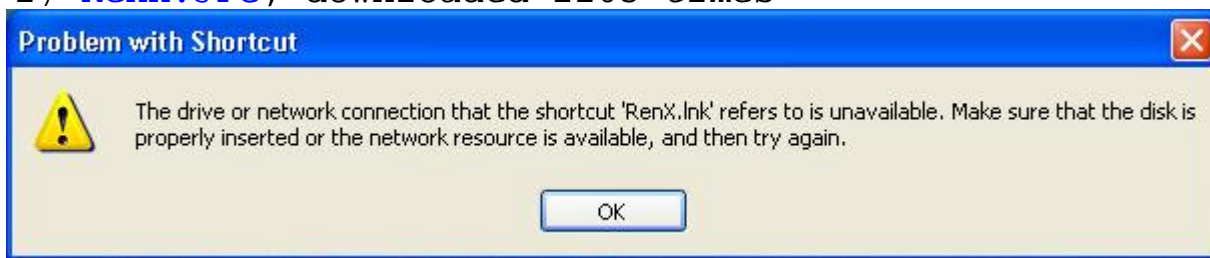 Problem with Shortcut
The drive or network connection that the shortcut 'RenX.lnk' refers to is unavailable. Make sure that the disk is
properly inserted or the network resource is available, and then try again.
OK